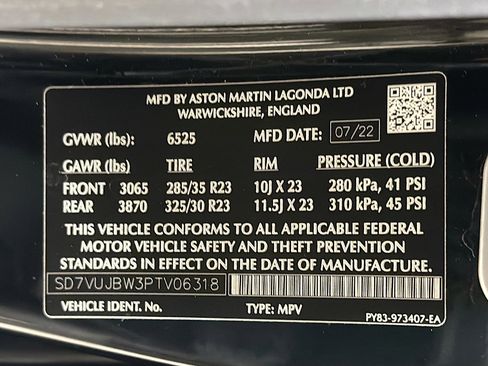 MFD BY ASTON MARTIN LAGONDA LTD
WARWICKSHIRE, ENGLAND
GVWR (lbs): 6525 MFD DATE: 07/22
GAWR (lbs): TIRE RIM PRESSURE (COLD)
FRONT 3065 285/35 R23 10J X 23 280 kPa, 41 PSI
REAR 3870 325/30 R23 11.5J X 23 310 kPa, 45 PSI
THIS VEHICLE CONFORMS TO ALL APPLICABLE FEDERAL
MOTOR VEHICLE SAFETY AND THEFT PREVENTION
STANDARDS IN EFFECT ON THE DATE OF
SD7VUJBW3PTV06318
VEHICLE IDENT. No. TYPE: MPV PY83-973407-EA